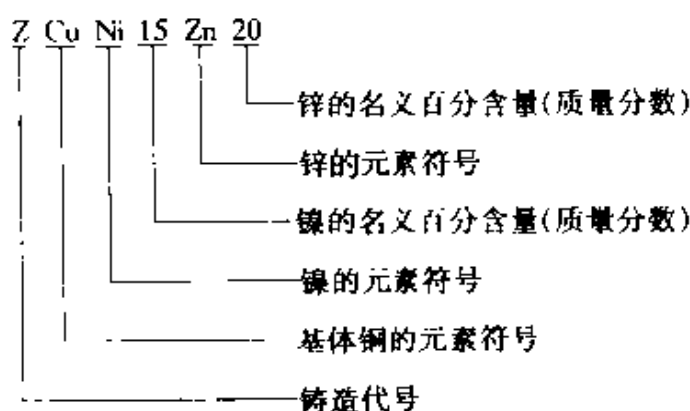 Z Cu Ni 15 Zn 20
锌的名义百分含量(质量分数)
锌的元素符号
镍的名义百分含量(质量分数)
镍的元素符号
基体铜的元素符号
铸造代号